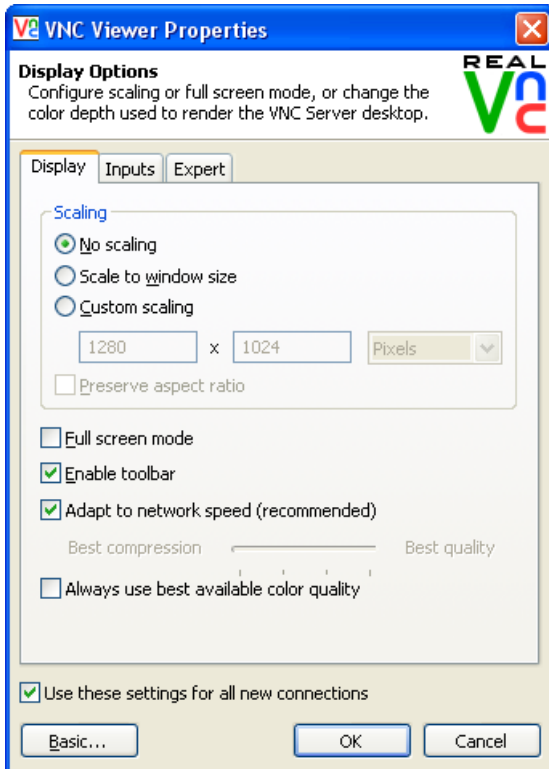 VNC Viewer Properties
Display Options
Configure scaling or full screen mode, or change the
color depth used to render the VNC Server desktop.
REAL
VNC
Display Inputs Expert
Scaling
No scaling
Scale to window size
Custom scaling
1280 x 1024 Pixels
Preserve aspect ratio
Full screen mode
Enable toolbar
Adapt to network speed (recommended)
Best compression Best quality
Always use best available color quality
Use these settings for all new connections
Basic... OK Cancel